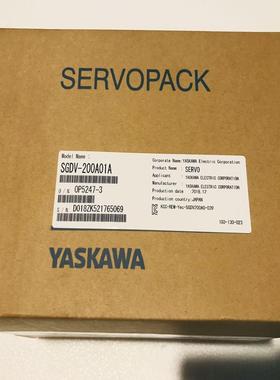 SERVOPACK
Model Name :
SGDV-200A01A
O/N OP5247-3
S/N D018ZK521765069
Corporate Name: YASKAWA Electric Corporation
Product Name : SERVO
Applicant : YASKAWA ELECTRIC CORPORATION
Manufacturer : YASKAWA ELECTRIC CORPORATION
Production date : 2018.12
Production country: JAPAN
YASKAWA